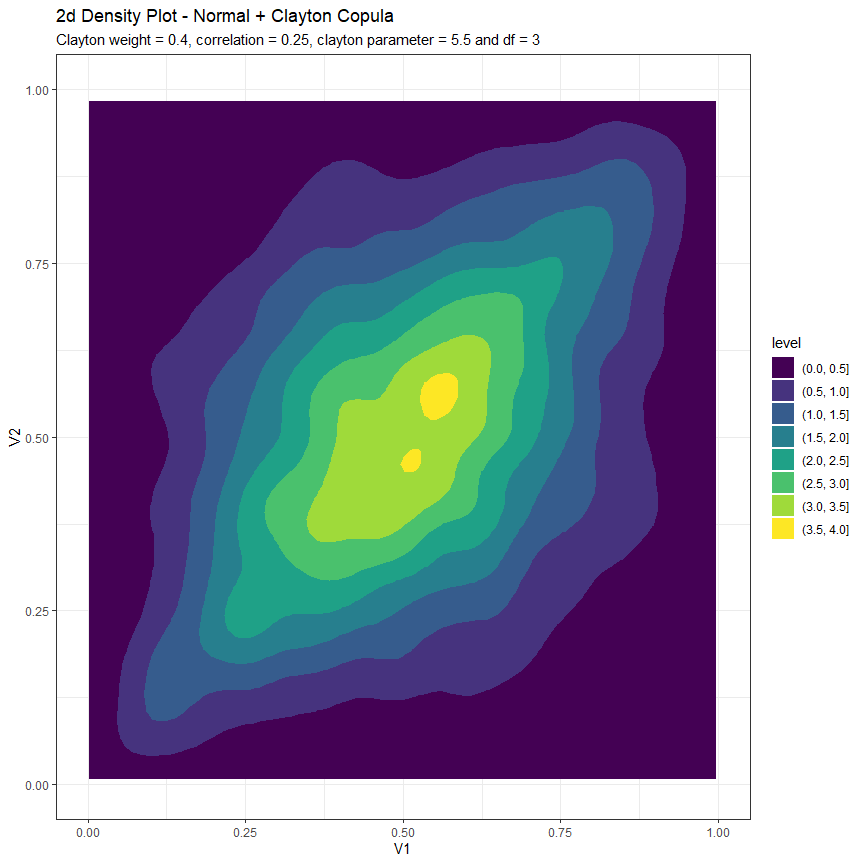 2d Density Plot - Normal + Clayton Copula
Clayton weight = 0.4, correlation = 0.25, clayton parameter = 5.5 and df = 3
1.00
0.75
0.50
0.25
0.00
V2
0.00 0.25 0.50 0.75 1.00
V1
level
(0.0, 0.5]
(0.5, 1.0]
(1.0, 1.5]
(1.5, 2.0]
(2.0, 2.5]
(2.5, 3.0]
(3.0, 3.5]
(3.5, 4.0]